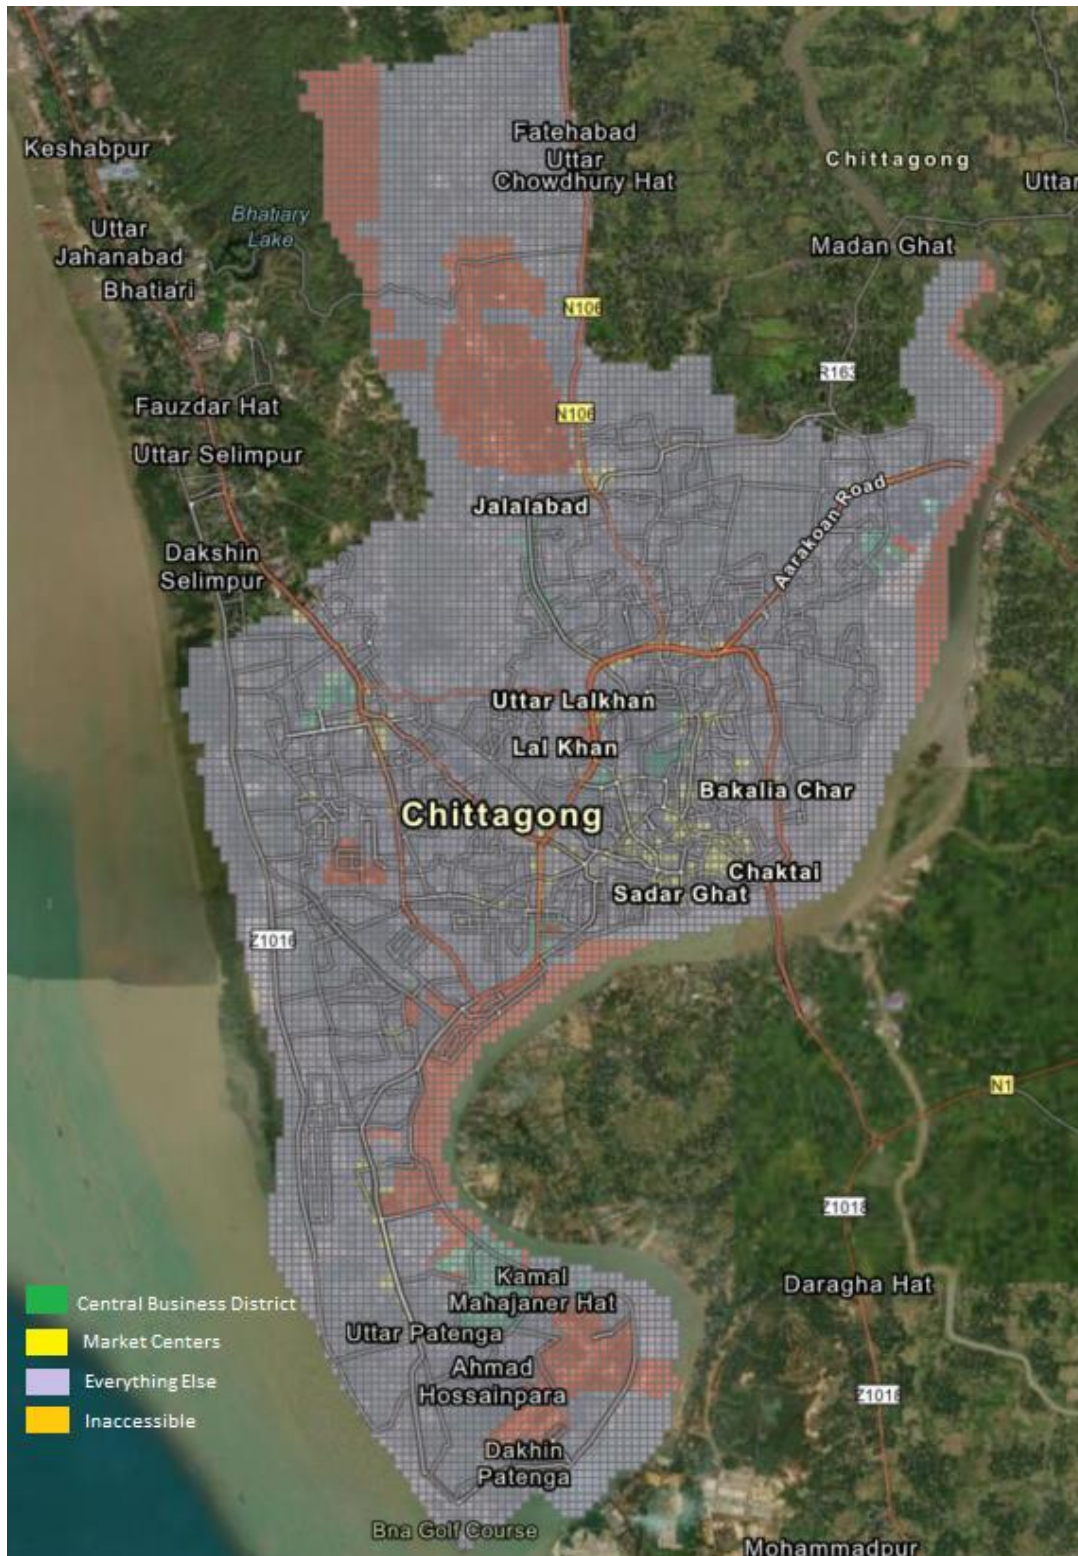 Keshabpur
Fatehabad
Uttar
Chowdhury Hat
Chittagong
Uttar
Bhatiary
Lake
Uttar
Jahanabad
Bhatiari
Madan Ghat
N106
R163
Fauzdar Hat
N106
Uttar Selimpur
Jalalabad
Aarakoan Road
Dakshin
Selimpur
Uttar Lalkhan
Lal Khan
Bakalia Char
Chittagong
Chaktai
Sadar Ghat
Z1016
N1
Z1018
Kamal
Mahajaner Hat
Daragha Hat
Uttar Patenga
Ahmad
Hossainpara
Z1018
Dakhin
Patenga
Bna Golf Course
Mohammadpur
Central Business District
Market Centers
Everything Else
Inaccessible